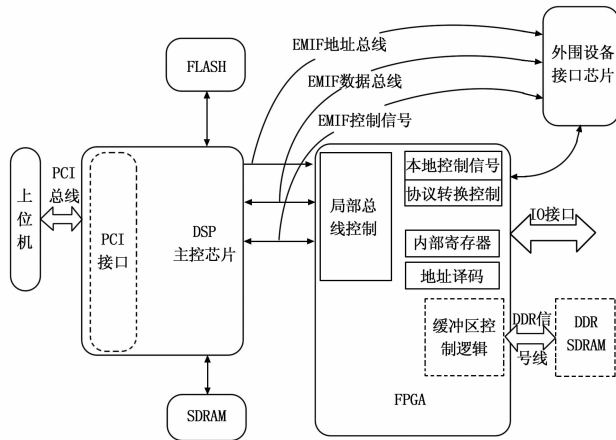 EMIF地址总线
EMIF数据总线
EMIF控制信号
外围设备
接口芯片
FLASH
上位机
PCI
总线
PCI
接口
DSP
主控芯片
局部总
线控制
本地控制信号
协议转换控制
内部寄存器
地址译码
IO接口
缓冲区控
制逻辑
DDR信
号线
DDR
SDRAM
SDRAM
FPGA